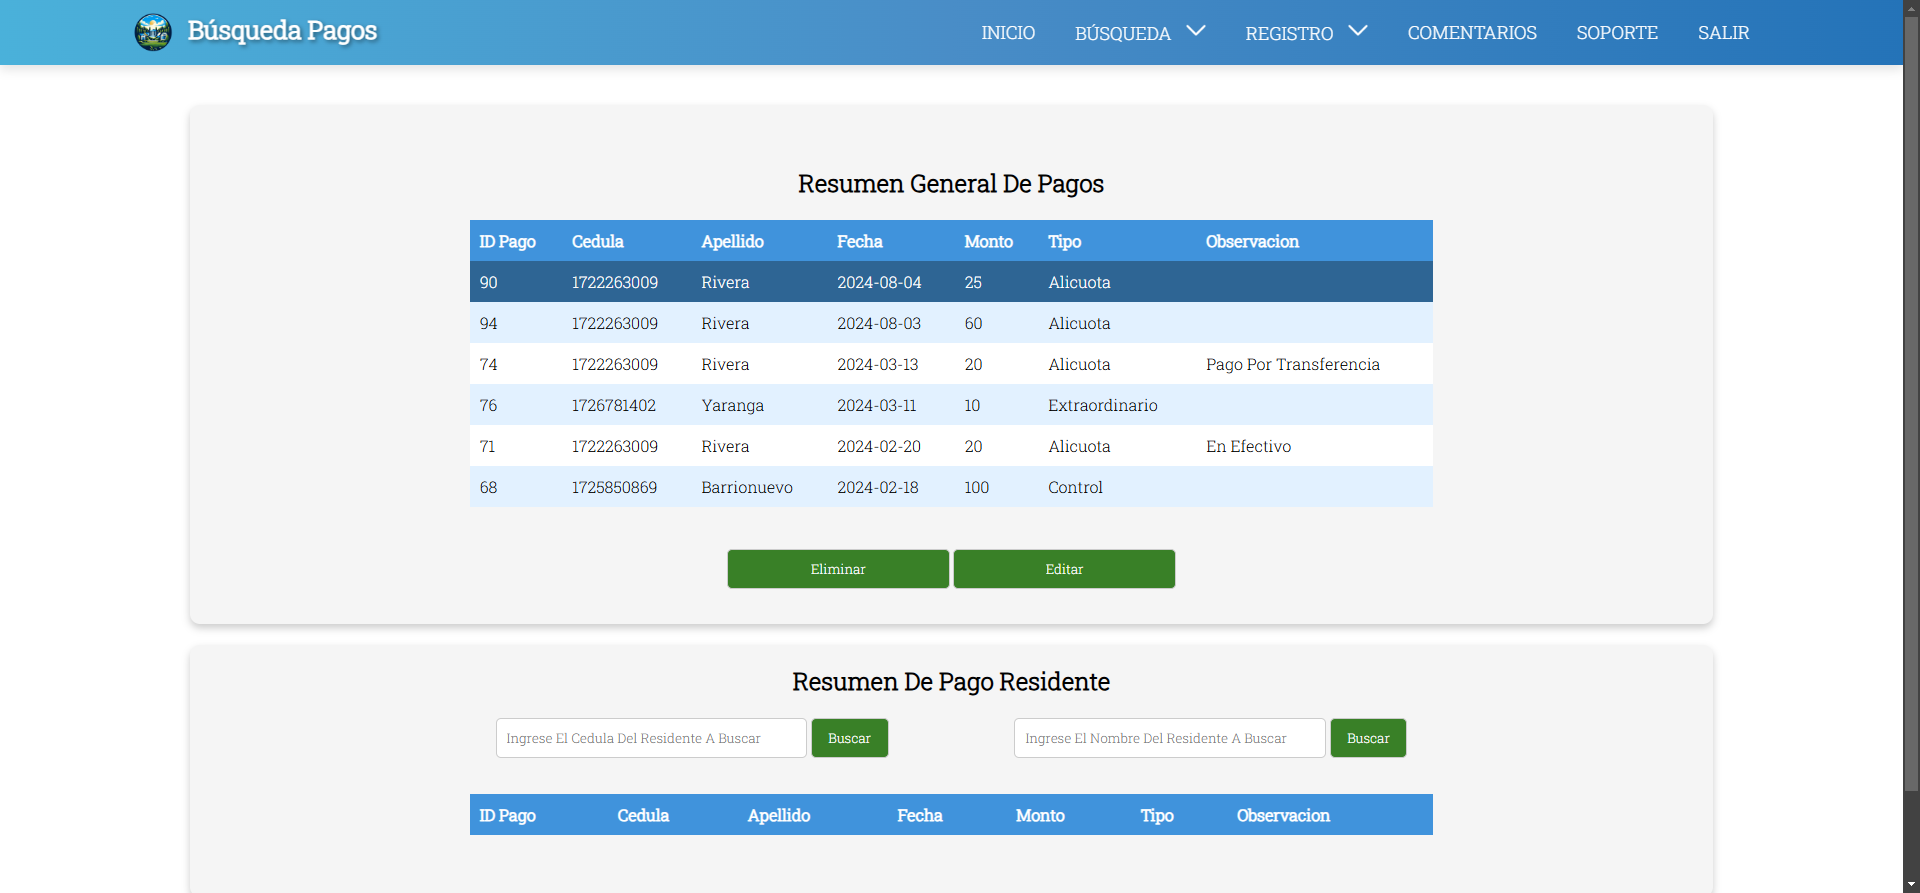 Búsqueda Pagos
INICIO BÚSQUEDA REGISTRO COMENTARIOS SOPORTE SALIR
Resumen General De Pagos
ID Pago Cedula Apellido Fecha Monto Tipo Observacion
90 1722263009 Rivera 2024-08-04 25 Alicuota
94 1722263009 Rivera 2024-08-03 60 Alicuota
74 1722263009 Rivera 2024-03-13 20 Alicuota Pago Por Transferencia
76 1726781402 Yaranga 2024-03-11 10 Extraordinario
71 1722263009 Rivera 2024-02-20 20 Alicuota En Efectivo
68 1725850869 Barrionuevo 2024-02-18 100 Control
Eliminar Editar
Resumen De Pago Residente
Ingrese El Cedula Del Residente A Buscar Buscar Ingrese El Nombre Del Residente A Buscar Buscar
ID Pago Cedula Apellido Fecha Monto Tipo Observacion